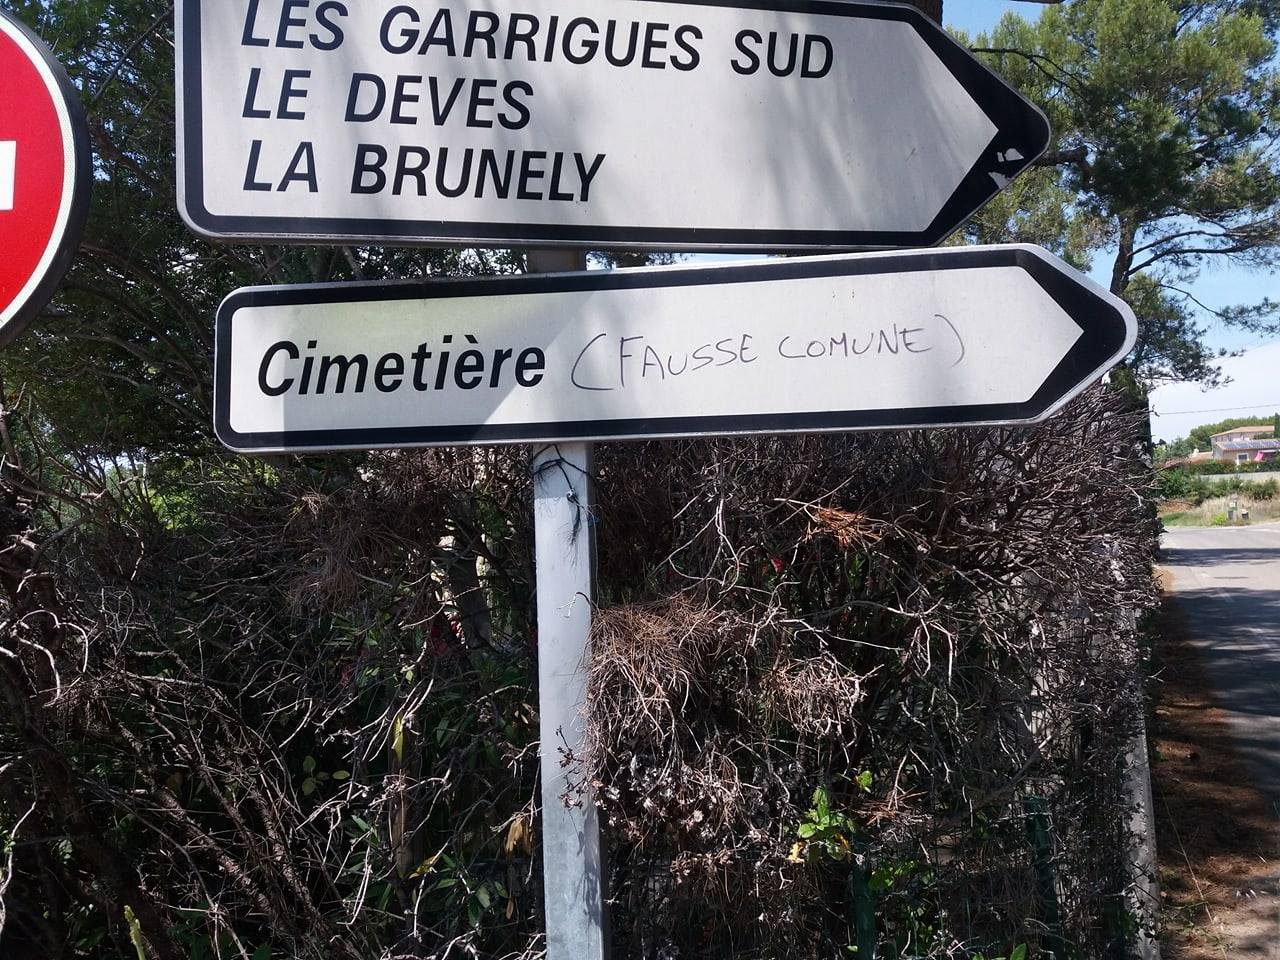 LES GARRIGUES SUD
LE DEVES
LA BRUNELY
Cimetière (FAUSSE COMUNE)